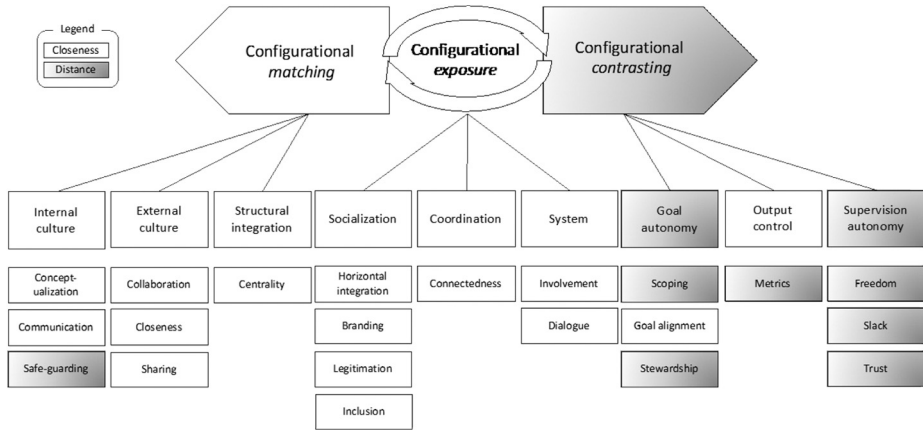 Legend
Closeness
Distance
Configurational
matching
Configurational
exposure
Configurational
contrasting
Internal
culture
External
culture
Structural
integration
Socialization
Coordination
System
Goal
autonomy
Output
control
Supervision
autonomy
Concept-
ualization
Collaboration
Centrality
Horizontal
integration
Connectedness
Involvement
Scoping
Metrics
Freedom
Communication
Closeness
Branding
Dialogue
Goal alignment
Slack
Safe-guarding
Sharing
Legitimation
Stewardship
Trust
Inclusion